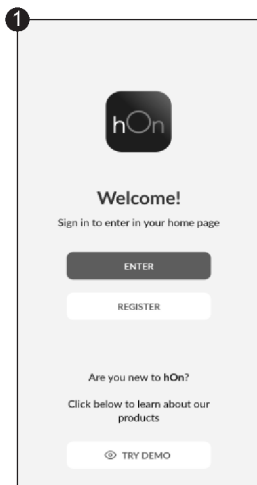 1
hOn
Welcome!
Sign in to enter in your home page
ENTER
REGISTER
Are you new to hOn?
Click below to learn about our
products
TRY DEMO